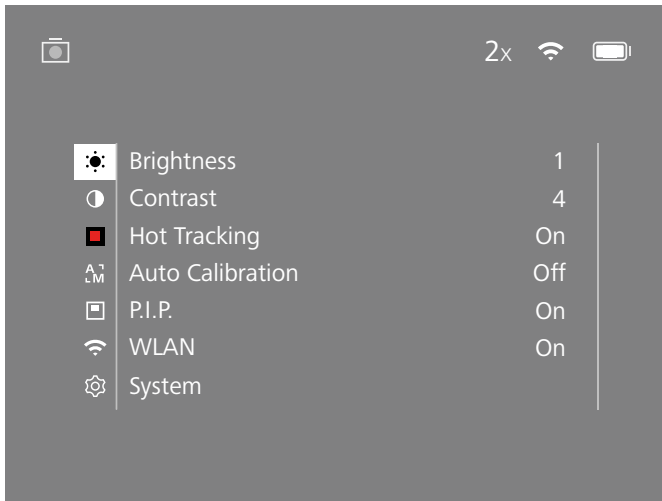 2x
Brightness 1
Contrast 4
Hot Tracking On
A M Auto Calibration Off
P.I.P. On
WLAN On
System